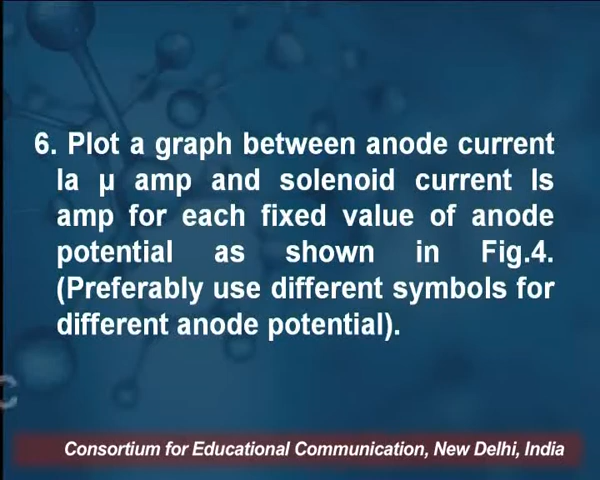 6. Plot a graph between anode current
Ia µ amp and solenoid current Is
amp for each fixed value of anode
potential as shown in Fig.4.
(Preferably use different symbols for
different anode potential).
C
Consortium for Educational Communication, New Delhi, India